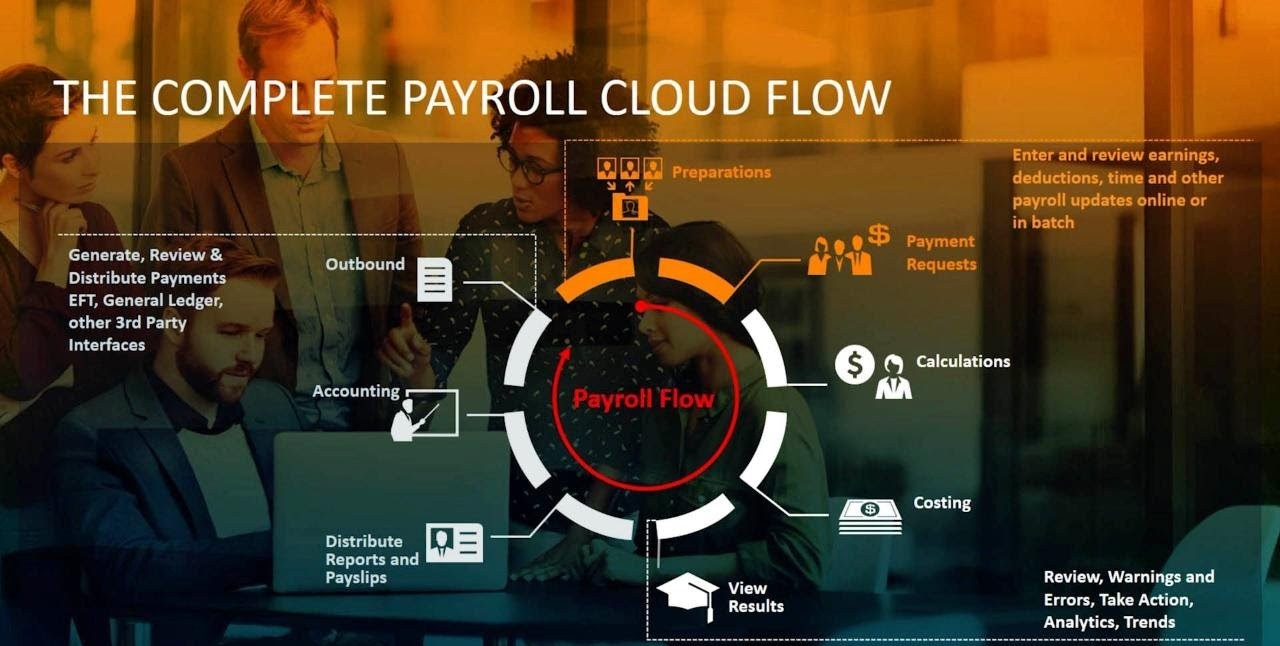 THE COMPLETE PAYROLL CLOUD FLOW
Preparations
Enter and review earnings,
deductions, time and other
payroll updates online or
in batch
Payment
Requests
$
Generate, Review &
Distribute Payments
EFT, General Ledger,
other 3rd Party
Interfaces
Outbound
Calculations
$
Accounting
Payroll Flow
Costing
$
Distribute
Reports and
Payslips
View
Results
Review, Warnings and
Errors, Take Action,
Analytics, Trends